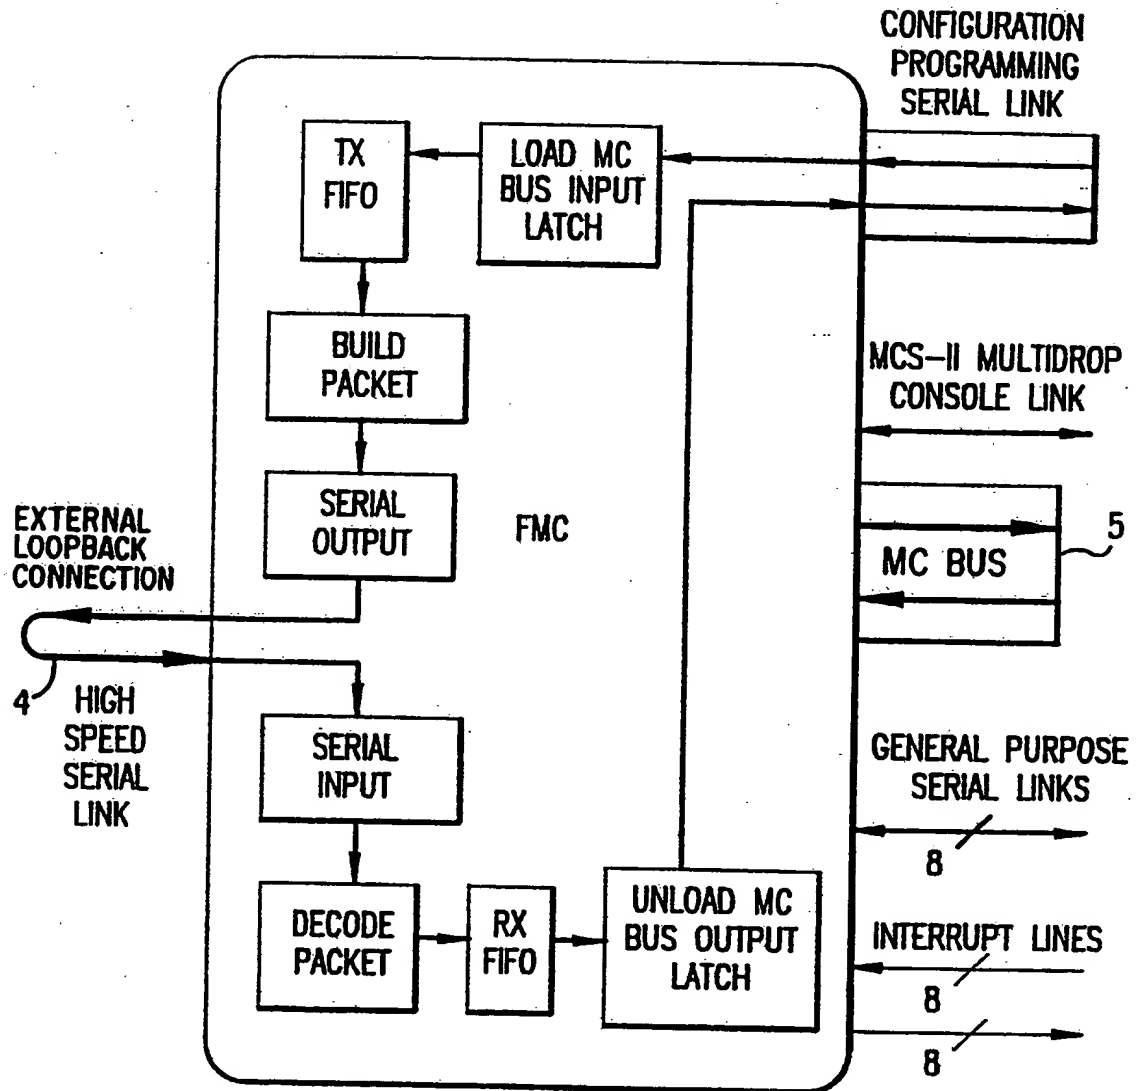 CONFIGURATION
PROGRAMMING
SERIAL LINK
TX
FIFO
LOAD MC
BUS INPUT
LATCH
BUILD
PACKET
MCS-II MULTIDROP
CONSOLE LINK
SERIAL
OUTPUT
FMC
EXTERNAL
LOOPBACK
CONNECTION
MC BUS
5
4
HIGH
SPEED
SERIAL
LINK
SERIAL
INPUT
GENERAL PURPOSE
SERIAL LINKS
8
DECODE
PACKET
RX
FIFO
UNLOAD MC
BUS OUTPUT
LATCH
INTERRUPT LINES
8
8